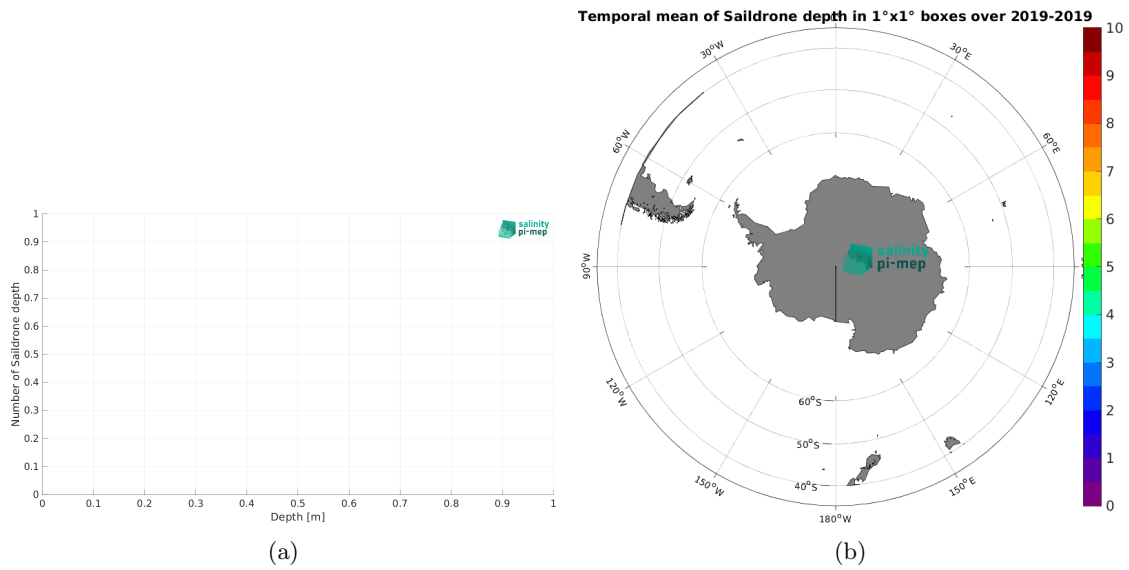 Temporal mean of Saildrone depth in 1°x1° boxes over 2019-2019
1
0.9
0.8
0.7
0.6
0.5
0.4
0.3
0.2
0.1
0
Number of Saildrone depth
0
0.1
0.2
0.3
0.4
0.5
0.6
0.7
0.8
0.9
1
Depth [m]
salinity
pi-mep
(a)
30°W
30°E
60°W
60°E
90°W
120°W
120°E
150°W
150°E
180°W
60°S
50°S
40°S
salinity
pi-mep
10
9
8
7
6
5
4
3
2
1
0
(b)